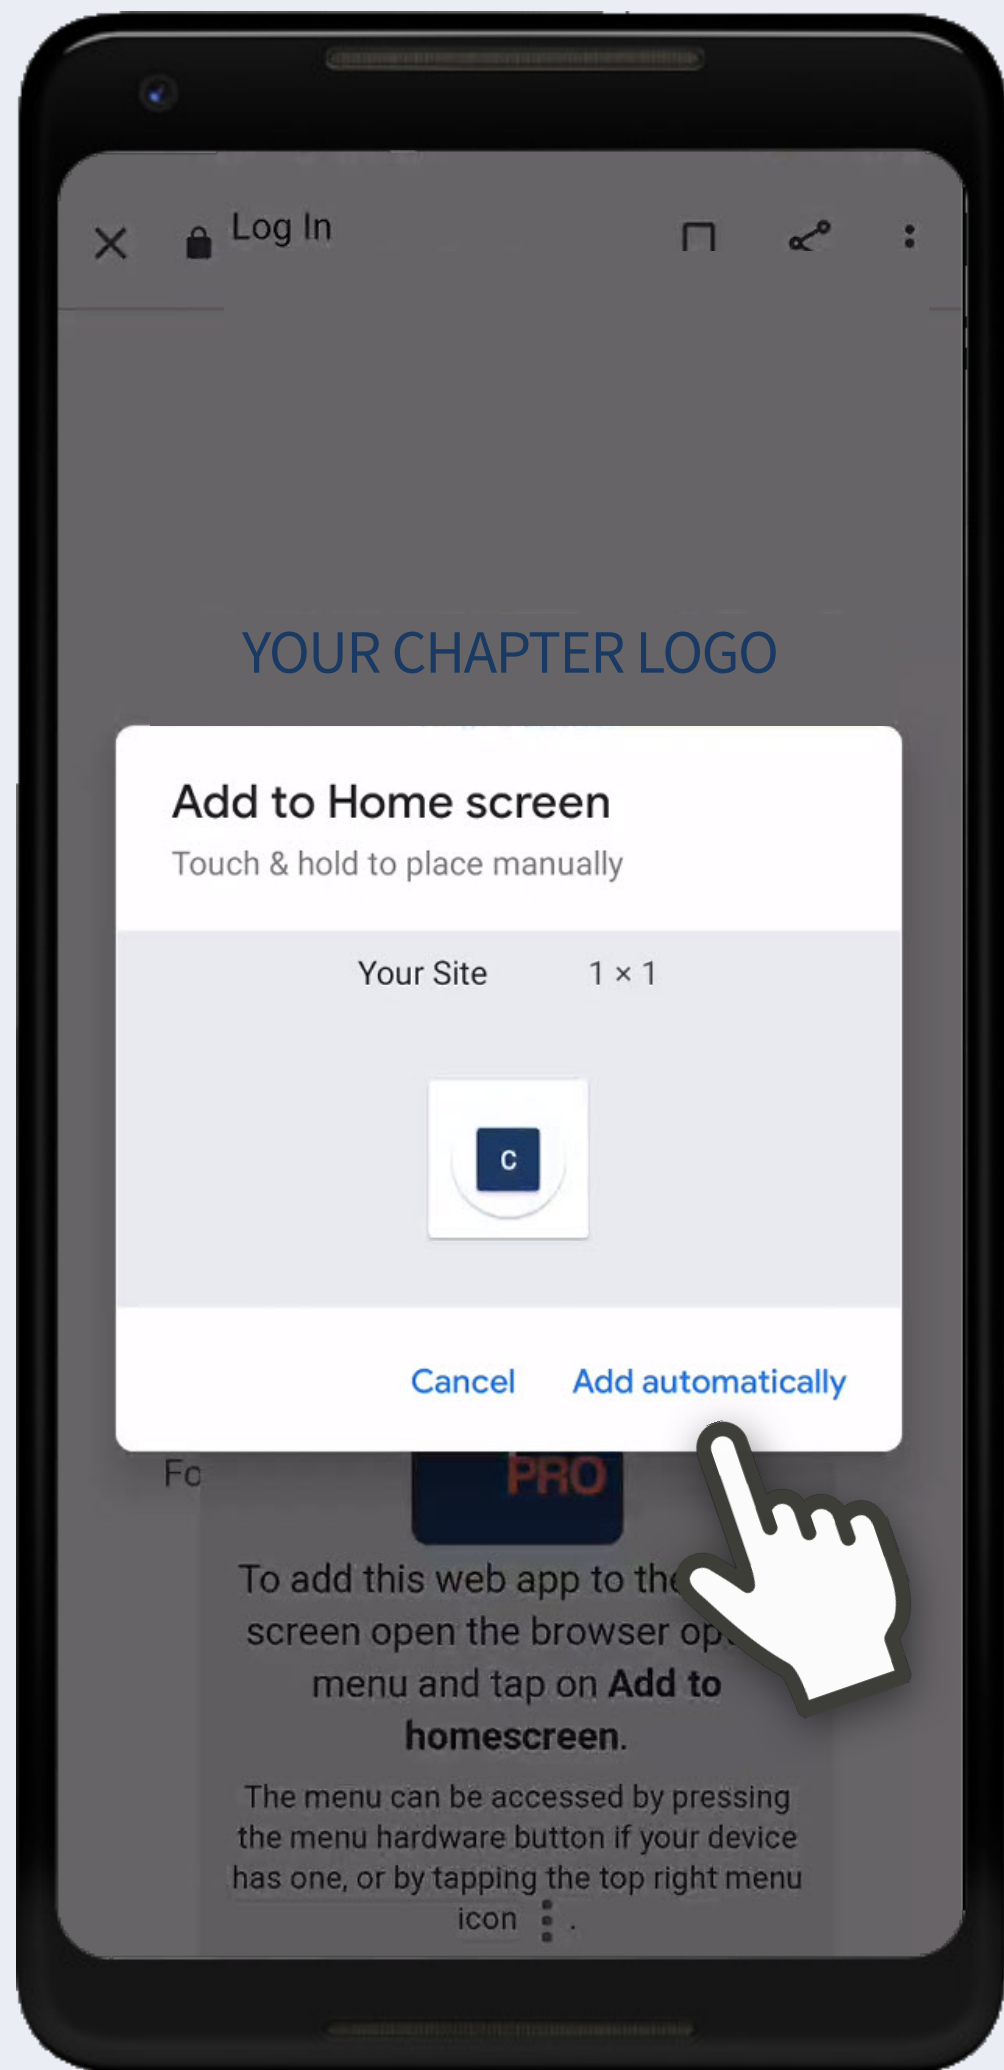 Log In
YOUR CHAPTER LOGO
Add to Home screen
Touch & hold to place manually
Your Site 1 × 1
C
Cancel Add automatically
Fo
PRO
To add this web app to the
screen open the browser
menu and tap on Add to
homescreen.
The menu can be accessed by pressing
the menu hardware button if your device
has one, or by tapping the top right menu
icon .